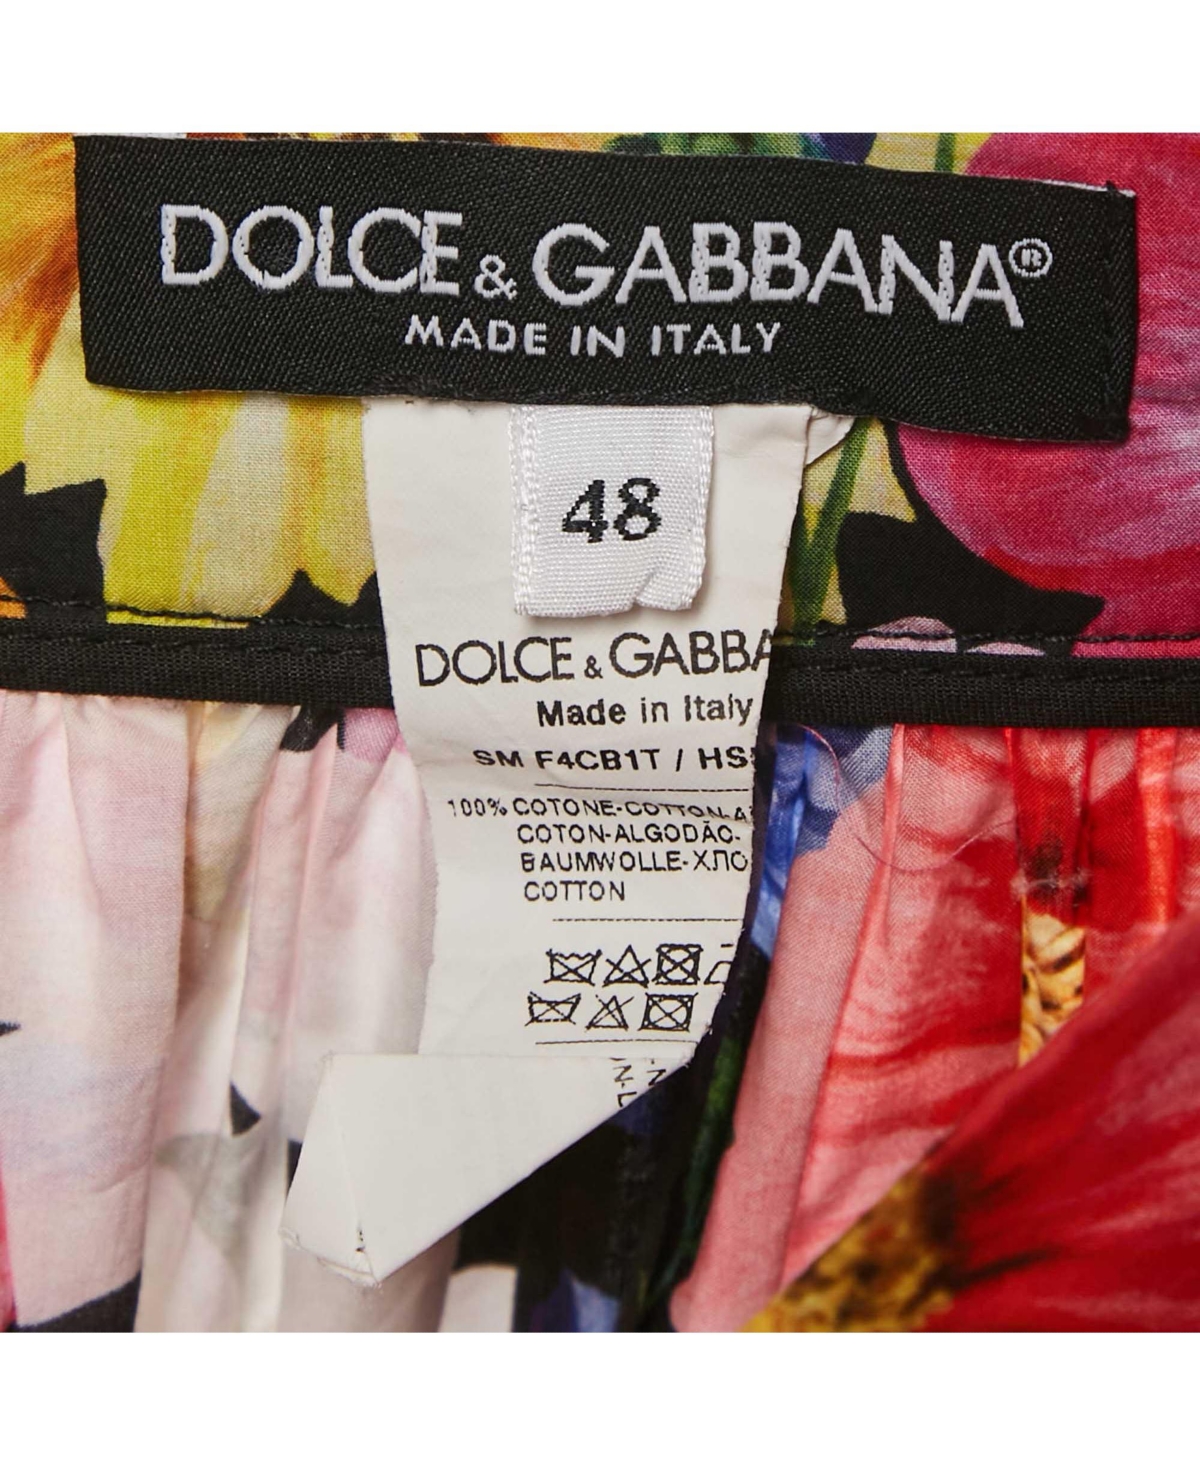 DOLCE & GABBANA®
MADE IN ITALY
48
DOLCE & GABBA
Made in Italy
SM F4CB1T / HS
100% COTONE-COTTON-
COTON-ALGODÃO-
BAUMWOLLE-ХЛО
COTTON